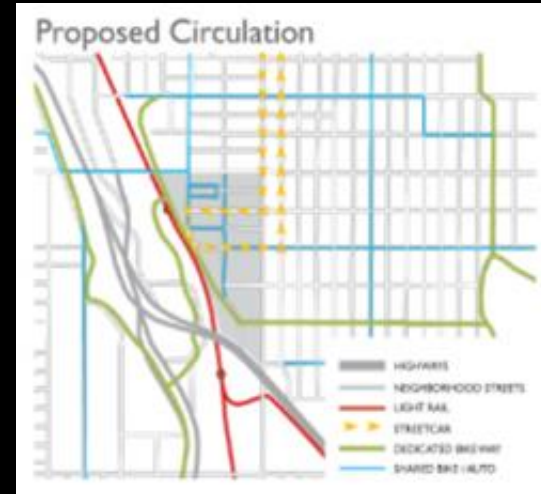 Proposed Circulation
HIGHWAYS
NEIGHBORHOOD STREETS
LIGHT RAIL
STREETCAR
DEDICATED BIKEWAY
SHARED BIKE / AUTO